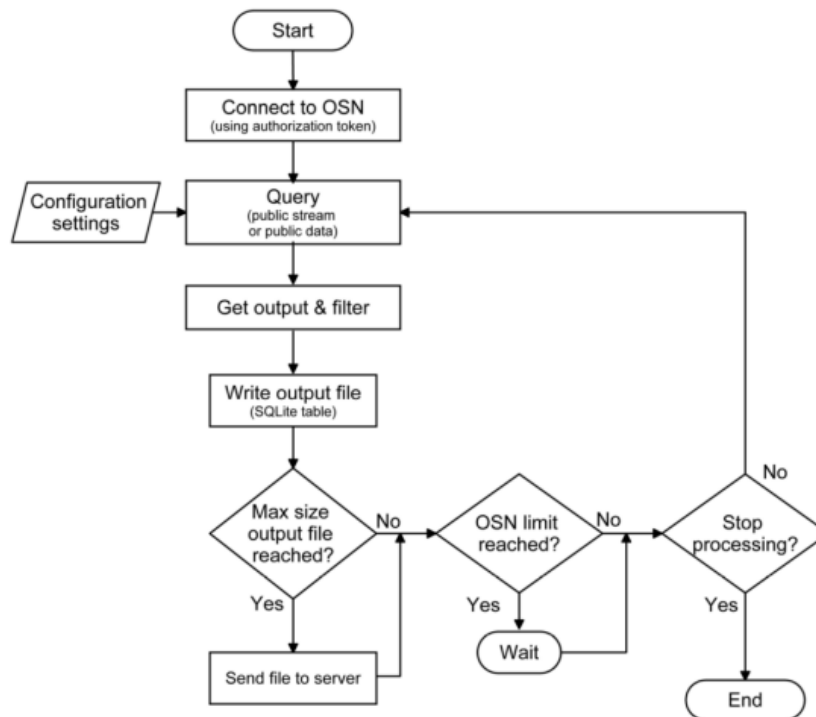 Start
Connect to OSN
(using authorization token)
Configuration
settings
Query
(public stream
or public data)
Get output & filter
Write output file
(SQLite table)
Max size
output file
reached?
No
Yes
Send file to server
OSN limit
reached?
No
Yes
Wait
Stop
processing?
No
Yes
End